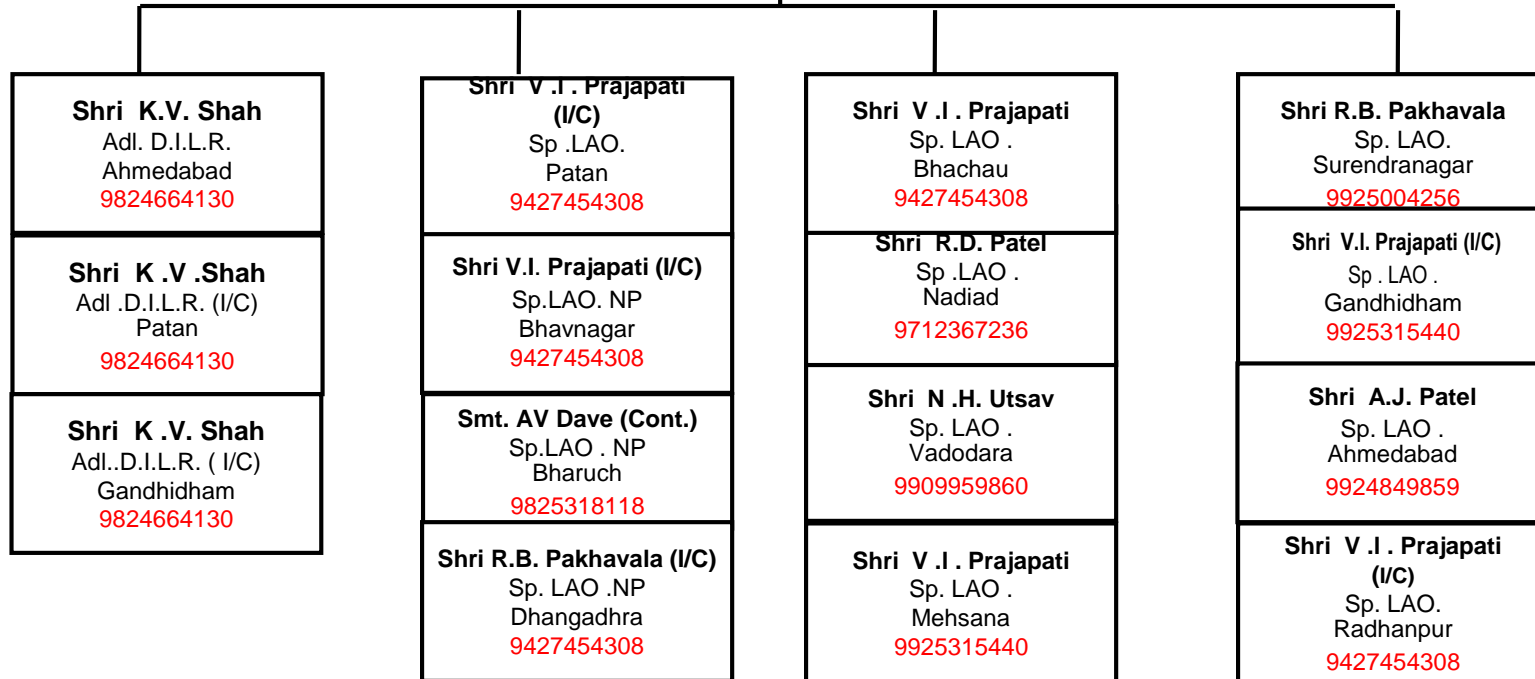 Shri K.V. Shah
Adl. D.I.L.R.
Ahmedabad
9824664130
Shri K .V .Shah
Adl .D.I.L.R. (I/C)
Patan
9824664130
Shri K .V. Shah
Adl..D.I.L.R. ( I/C)
Gandhidham
9824664130
Shri V .I . Prajapati
(I/C)
Sp .LAO.
Patan
9427454308
Shri V.I. Prajapati (I/C)
Sp.LAO. NP
Bhavnagar
9427454308
Smt. AV Dave (Cont.)
Sp.LAO . NP
Bharuch
9825318118
Shri R.B. Pakhavala (I/C)
Sp. LAO .NP
Dhangadhra
9427454308
Shri V .I . Prajapati
Sp. LAO .
Bhachau
9427454308
Shri R.D. Patel
Sp .LAO .
Nadiad
9712367236
Shri N .H. Utsav
Sp. LAO .
Vadodara
9909959860
Shri V .I . Prajapati
Sp. LAO .
Mehsana
9925315440
Shri R.B. Pakhavala
Sp. LAO.
Surendranagar
9925004256
Shri V.I. Prajapati (I/C)
Sp . LAO .
Gandhidham
9925315440
Shri A.J. Patel
Sp. LAO .
Ahmedabad
9924849859
Shri V .I . Prajapati
(I/C)
Sp. LAO.
Radhanpur
9427454308